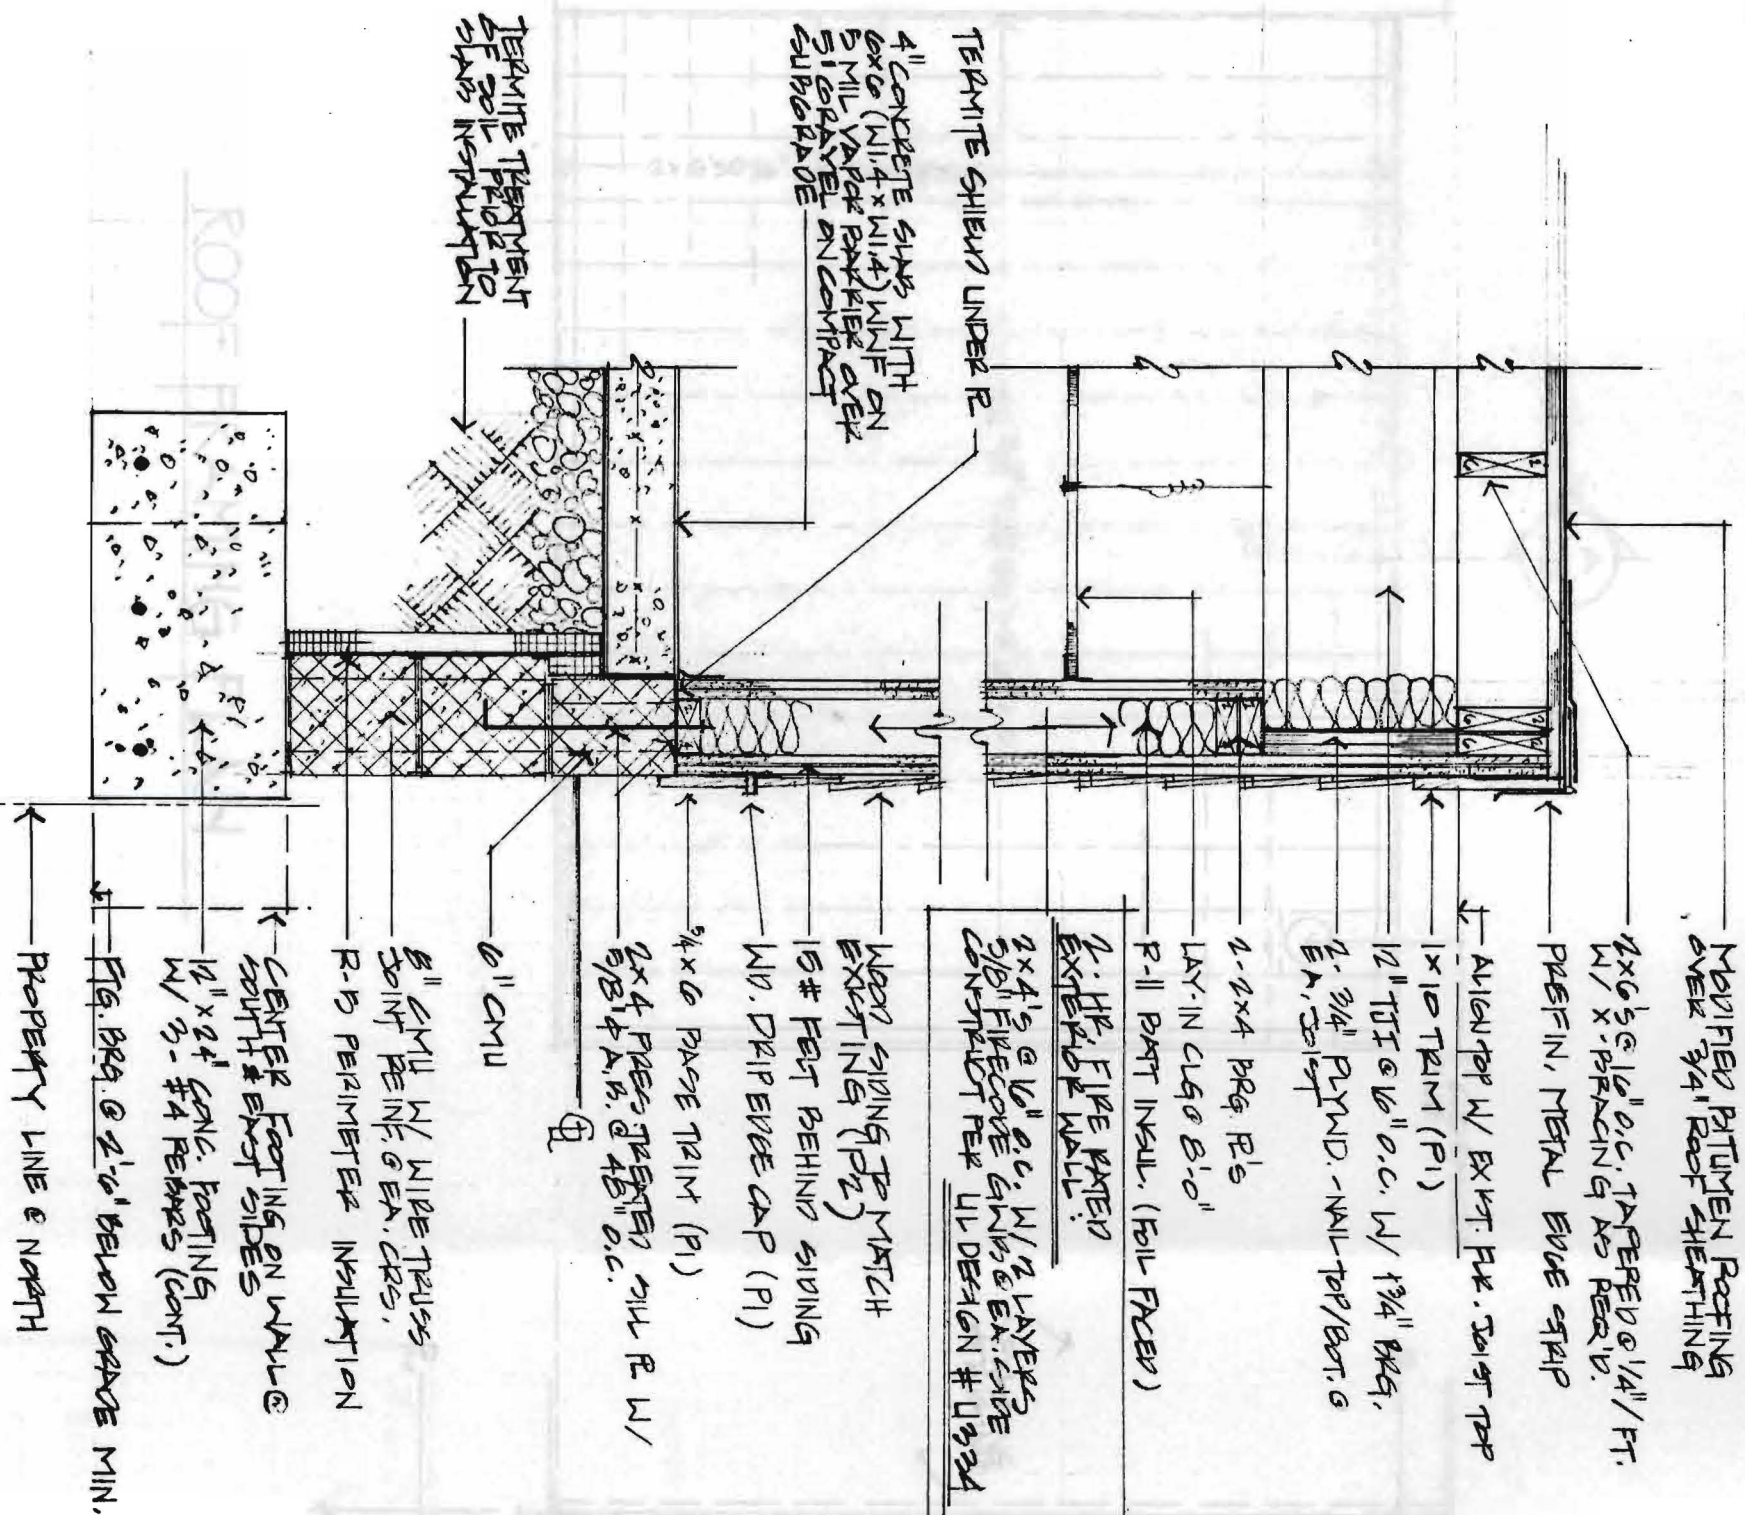 MODIFIED BITUMEN ROOFING
OVER 3/4" ROOF SHEATHING
2X6'S @ 16" O.C. TAPERED @ 1/4"/FT.
W/ X-BRACING AS REQ'D.
PREFIN. METAL EDGE STRIP
ALIGN TOP W/ EXIST. FLR. JOIST TOP
1X10 TRIM (P1)
12" TJI @ 16" O.C. W/ 1 3/4" BRG.
2-3/4" PLYWD. - NAIL TOP/BOT. @
EA. JOIST
2-2X4 BRG. PL'S
LAY-IN CLG @ 8'-0"
R-11 BATT INSUL. (FOIL FACED)
2. HR. FIRE RATED
EXTERIOR WALL:
2X4'S @ 16" O.C. W/ 2 LAYERS
5/8" FIRECODE GWB @ EA. SIDE
CONSTRUCT PER UL DESIGN # U334
WOOD SIDING TO MATCH
EXISTING (P2)
15# FELT BEHIND SIDING
WD. DRIP EDGE CAP (P1)
5/4 X 6 BASE TRIM (P1)
2X4 PRES. TREATED SILL PL W/
5/8"ϕ A.B. @ 48" O.C.
6" CMU
8" CMU W/ WIRE TRUSS
JOINT REINF. @ EA. CRS.
R-5 PERIMETER INSULATION
CENTER FOOTING ON WALL @
SOUTH & EAST SIDES
12" X 24" CONC. FOOTING
W/ 3-#4 REBARS (CONT.)
FTG. BRG. @ 2'-6" BELOW GRADE MIN.
PROPERTY LINE @ NORTH
TERMITE SHIELD UNDER PL
4" CONCRETE SLAB WITH
6X6 (W1.4 X W1.4) WWF ON
5 MIL VAPOR BARRIER OVER
5" GRAVEL ON COMPACT
SUBGRADE
TERMITE TREATMENT
OF SOIL PRIOR TO
SLAB INSTALLATION
ROOF FRAMING PLAN